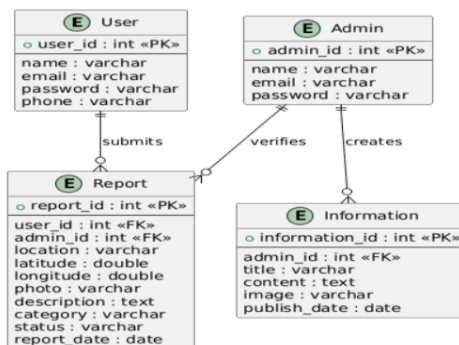 E User
user_id : int «PK»
name : varchar
email : varchar
password : varchar
phone : varchar
E Admin
admin_id : int «PK»
name : varchar
email : varchar
password : varchar
submits
verifies
creates
E Report
report_id : int «PK»
user_id : int «FK»
admin_id : int «FK»
location : varchar
latitude : double
longitude : double
photo : varchar
description : text
category : varchar
status : varchar
report_date : date
E Information
information_id : int «PK»
admin_id : int «FK»
title : varchar
content : text
image : varchar
publish_date : date